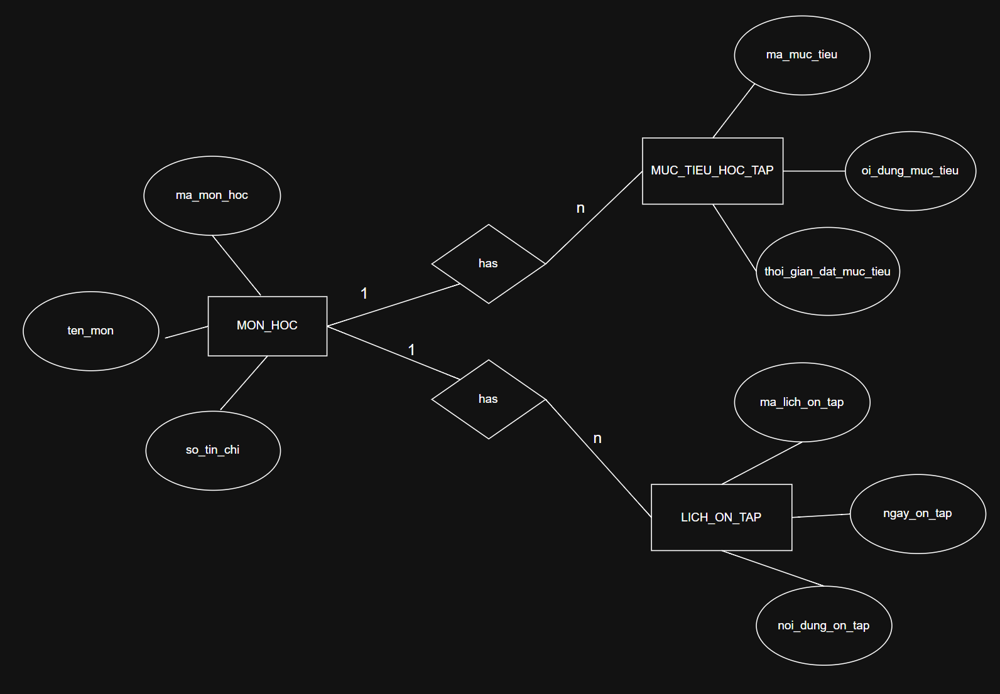 ma_muc_tieu
MUC_TIEU_HOC_TAP
oi_dung_muc_tieu
ma_mon_hoc
n
has
thoi_gian_dat_muc_tieu
1
MON_HOC
ten_mon
1
has
ma_lich_on_tap
n
so_tin_chi
LICH_ON_TAP
ngay_on_tap
noi_dung_on_tap